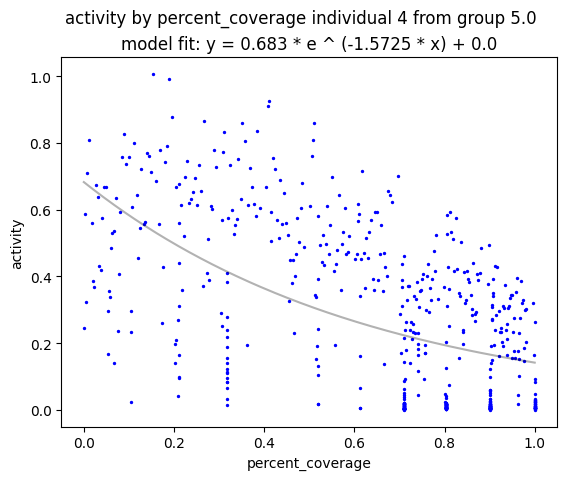 activity by percent_coverage individual 4 from group 5.0
model fit: y = 0.683 * e ^ (-1.5725 * x) + 0.0
1.0
0.8
0.6
0.4
0.2
0.0
activity
0.0 0.2 0.4 0.6 0.8 1.0
percent_coverage